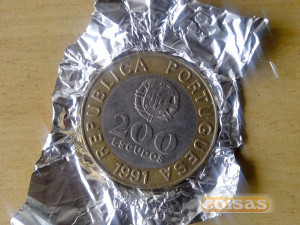 REPUBLICA PORTUGUESA
200
ESCUDOS
1991
coisas